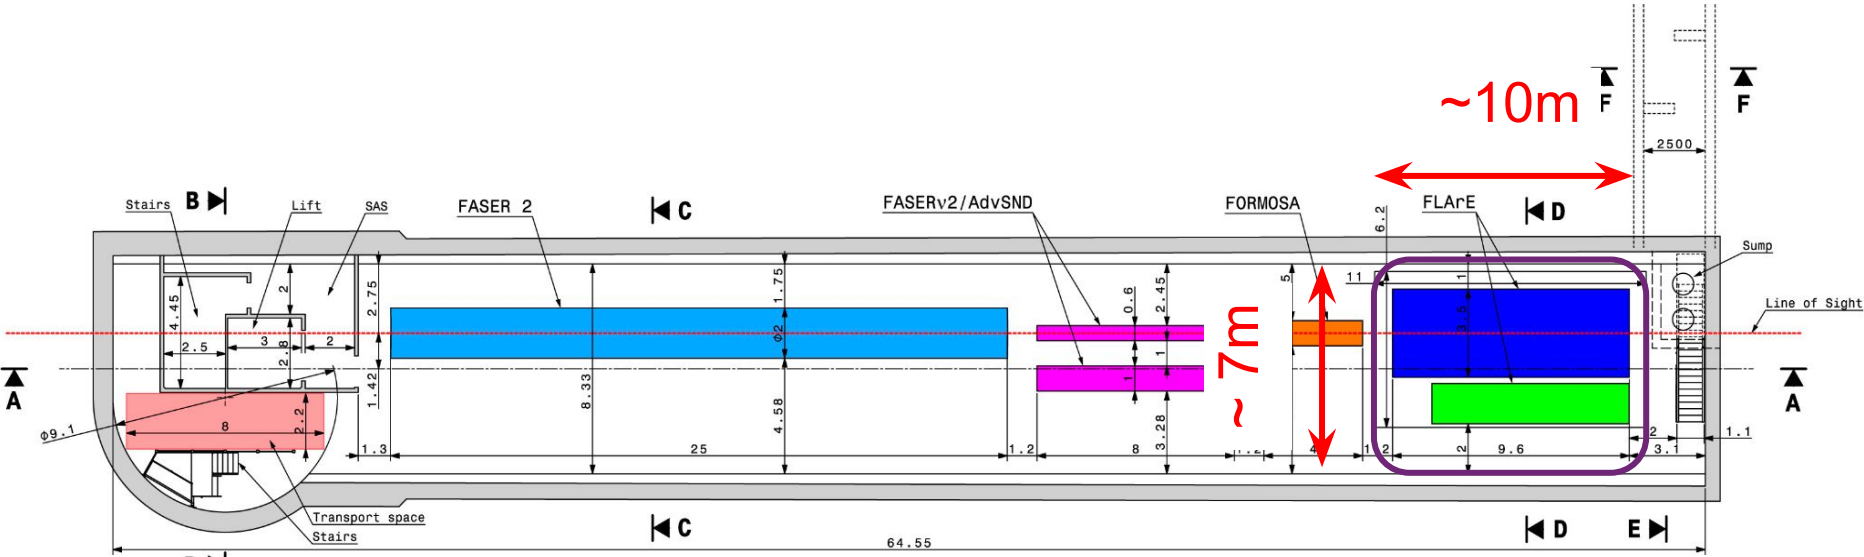 ~10m
F
F
2500
B
C
D
Stairs
Lift
SAS
FASER 2
FASERν2/AdvSND
FORMOSA
FLArE
6.2
Sump
Line of Sight
4.45
2
2.75
1.75
0.6
2.45
5
11
1
3.5
2.5
3
2.8
2
Φ2
1
~ 7m
A
A
1.42
8.33
4.58
1
3.28
Φ9.1
8
2.2
1.3
25
1.2
8
4
2
9.6
2
3.1
1.1
Transport space
Stairs
C
D
E
64.55